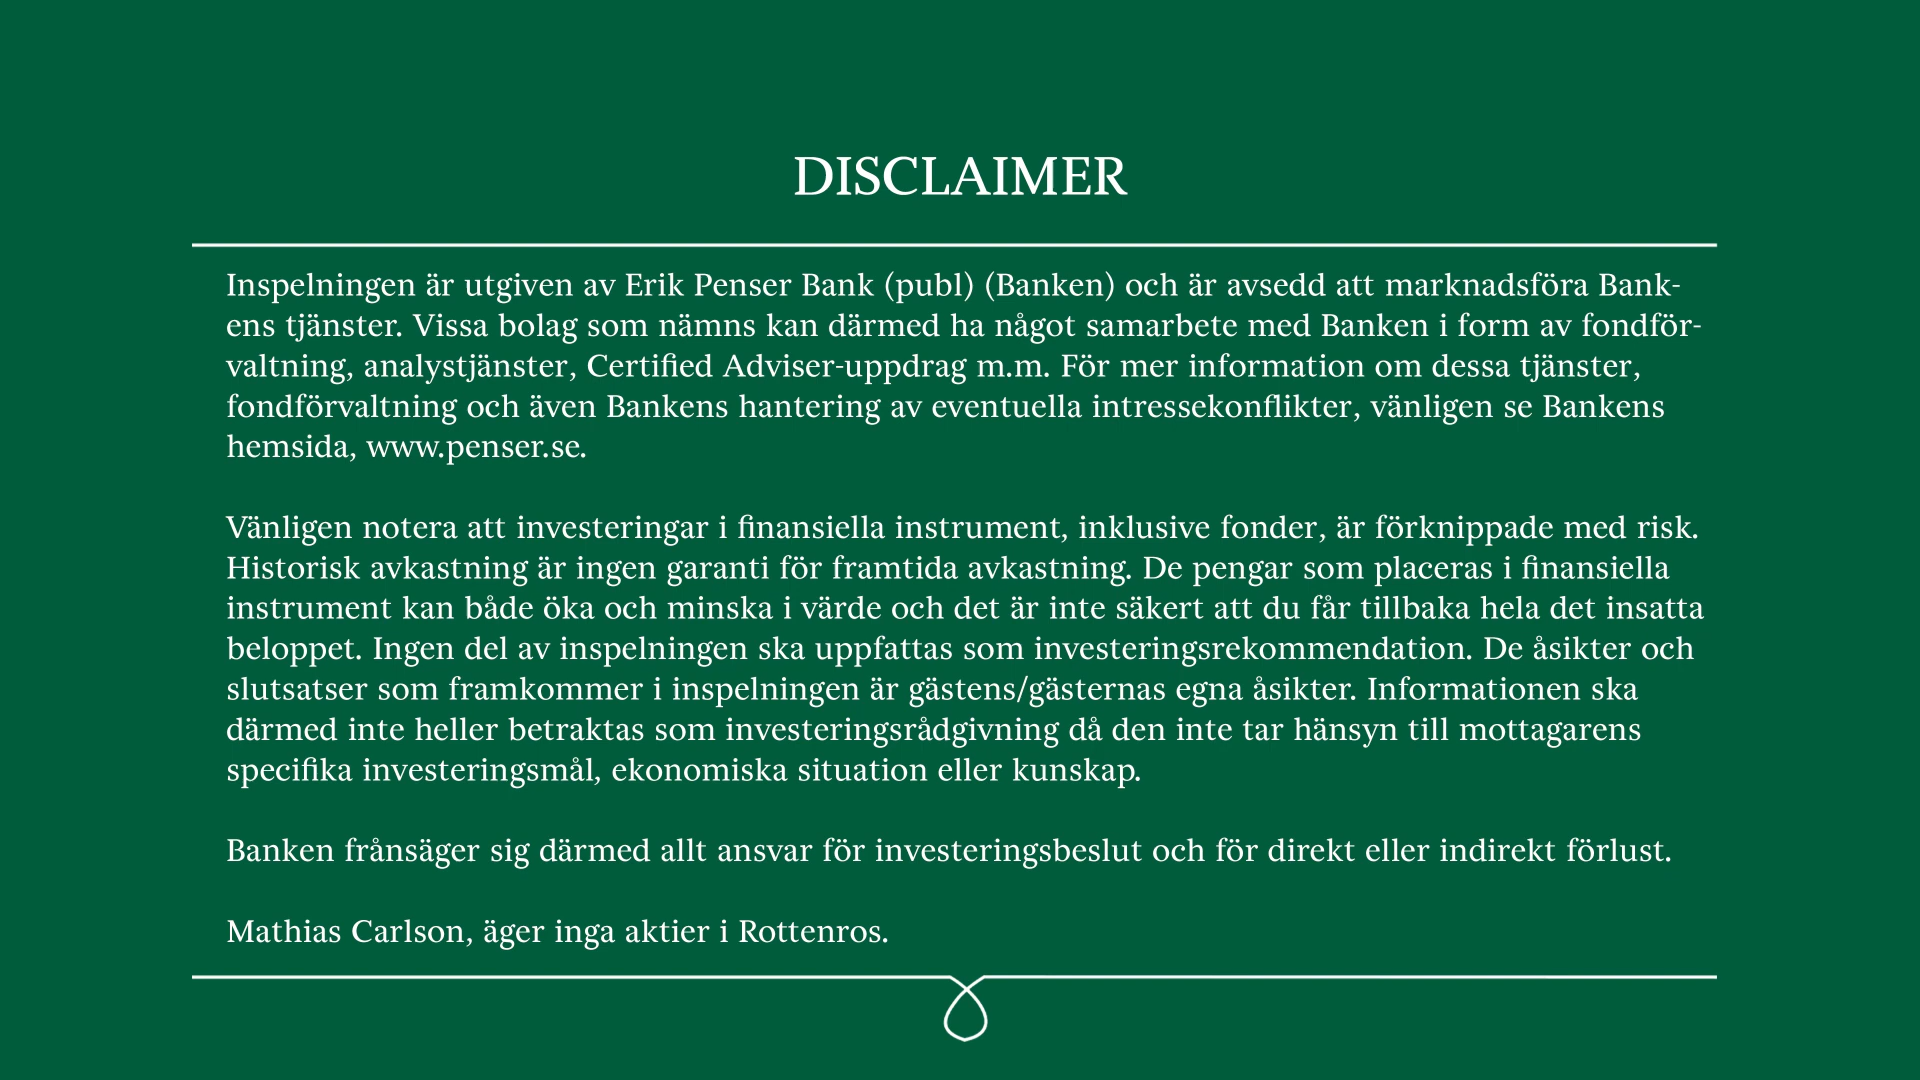 DISCLAIMER
Inspelningen är utgiven av Erik Penser Bank (publ) (Banken) och är avsedd att marknadsföra Bank-
ens tjänster. Vissa bolag som nämns kan därmed ha något samarbete med Banken i form av fondför-
valtning, analystjänster, Certified Adviser-uppdrag m.m. För mer information om dessa tjänster,
fondförvaltning och även Bankens hantering av eventuella intressekonflikter, vänligen se Bankens
hemsida, www.penser.se.
Vänligen notera att investeringar i finansiella instrument, inklusive fonder, är förknippade med risk.
Historisk avkastning är ingen garanti för framtida avkastning. De pengar som placeras i finansiella
instrument kan både öka och minska i värde och det är inte säkert att du får tillbaka hela det insatta
beloppet. Ingen del av inspelningen ska uppfattas som investeringsrekommendation. De åsikter och
slutsatser som framkommer i inspelningen är gästens/gästernas egna åsikter. Informationen ska
därmed inte heller betraktas som investeringsrådgivning då den inte tar hänsyn till mottagarens
specifika investeringsmål, ekonomiska situation eller kunskap.
Banken frånsäger sig därmed allt ansvar för investeringsbeslut och för direkt eller indirekt förlust.
Mathias Carlson, äger inga aktier i Rottenros.